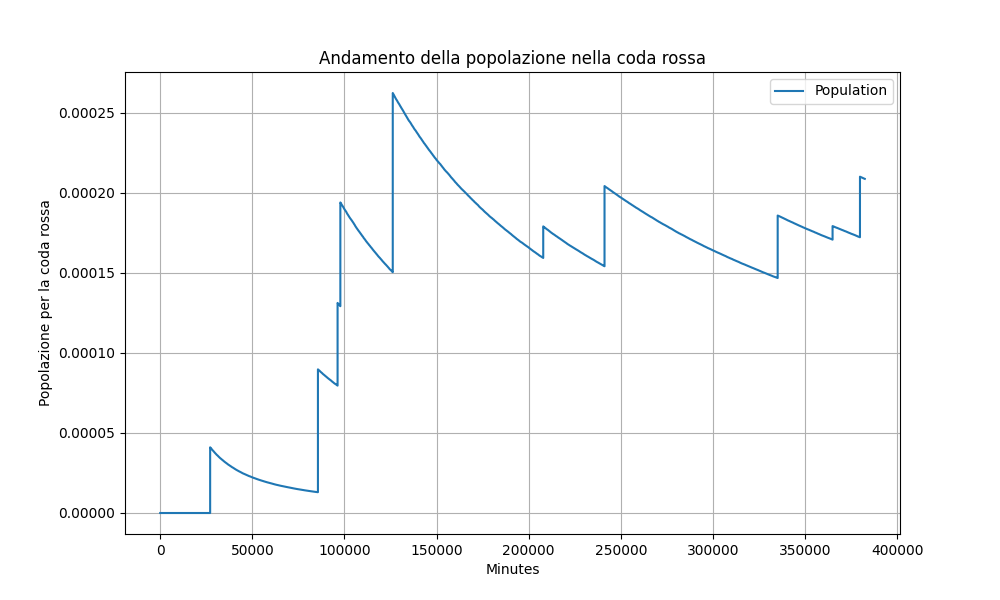 Andamento della popolazione nella coda rossa
Population
Popolazione per la coda rossa
0.00025
0.00020
0.00015
0.00010
0.00005
0.00000
0 50000 100000 150000 200000 250000 300000 350000 400000
Minutes